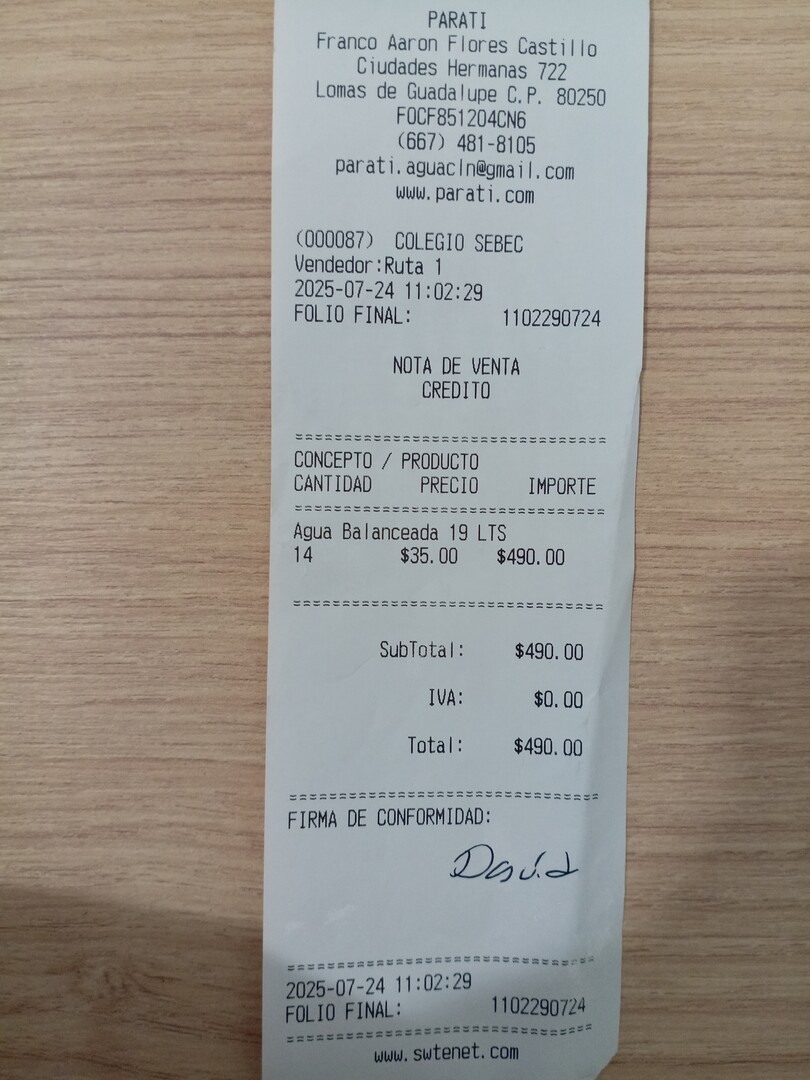 PARATI
Franco Aaron Flores Castillo
Ciudades Hermanas 722
Lomas de Guadalupe C.P. 80250
FOCF851204CN6
(667) 481-8105
parati.aguacln@gmail.com
www.parati.com
(000087) COLEGIO SEBEC
Vendedor:Ruta 1
2025-07-24 11:02:29
FOLIO FINAL: 1102290724
NOTA DE VENTA
CREDITO
==============================
CONCEPTO / PRODUCTO
CANTIDAD PRECIO IMPORTE
==============================
Agua Balanceada 19 LTS
14 $35.00 $490.00
==============================
SubTotal: $490.00
IVA: $0.00
Total: $490.00
==============================
FIRMA DE CONFORMIDAD:
David
==============================
2025-07-24 11:02:29
FOLIO FINAL: 1102290724
==============================
www.swtenet.com